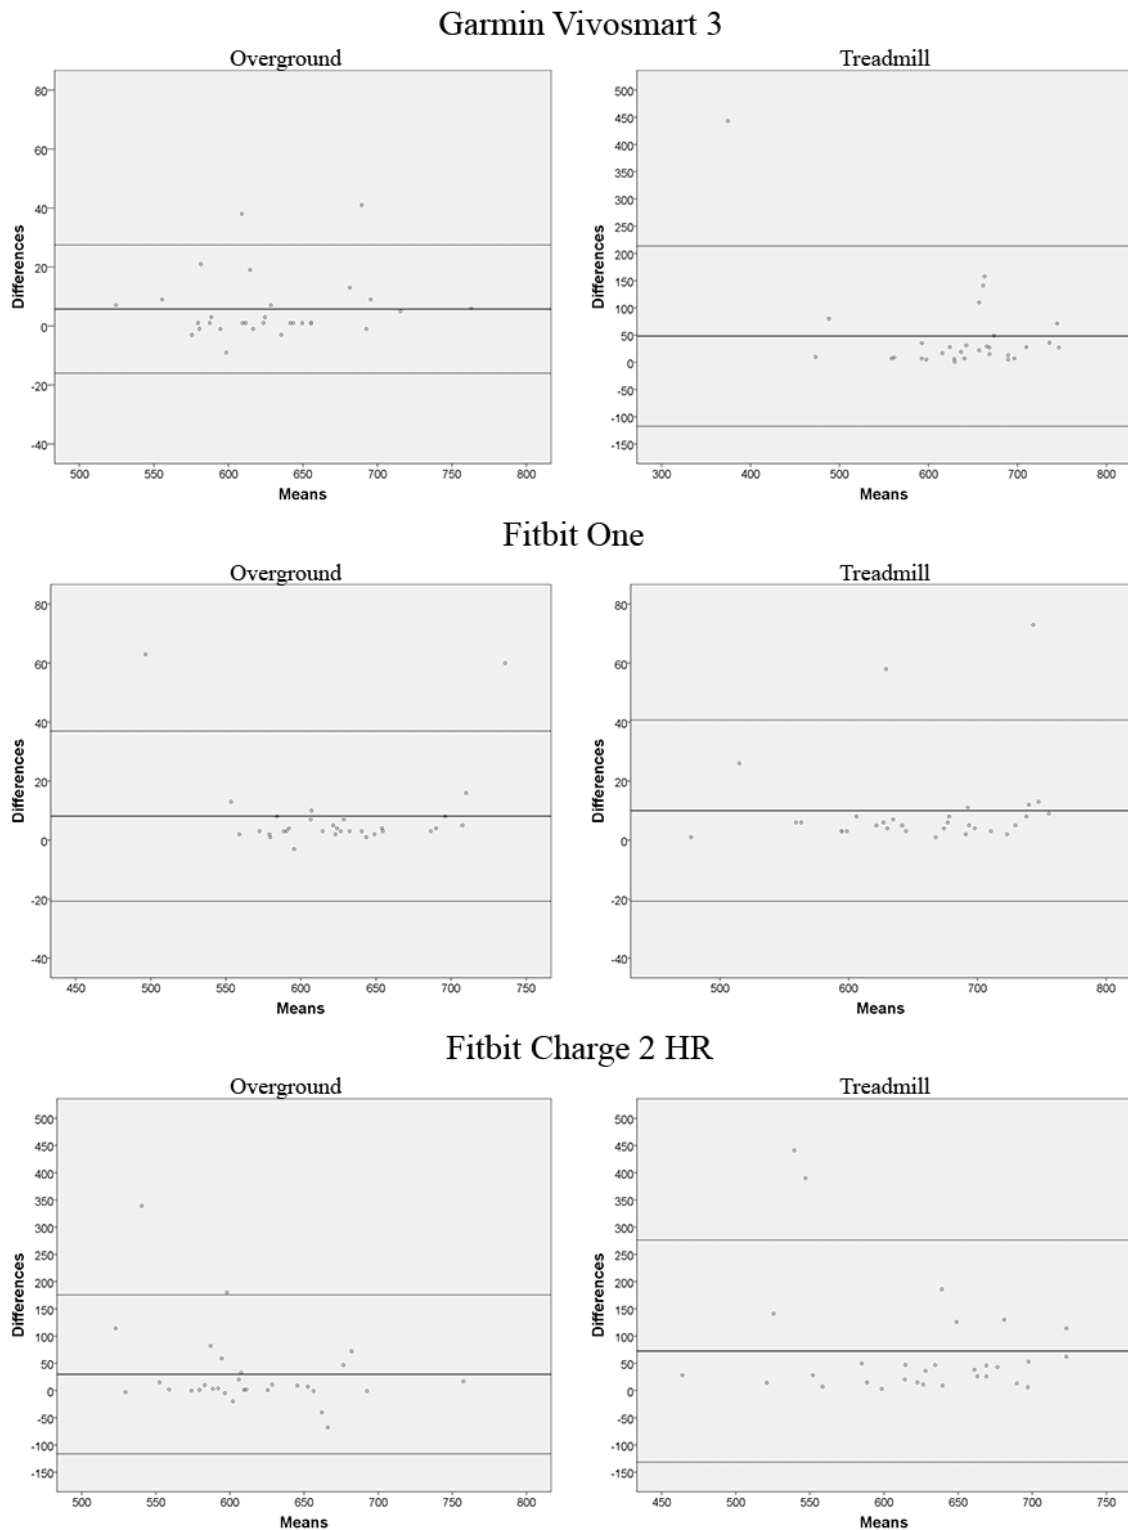 Garmin Vivosmart 3
Overground Treadmill
80 60 40 20 0 -20 -40
Differences
500 550 600 650 700 750 800
Means
500 450 400 350 300 250 200 150 100 50 0 -50 -100 -150
Differences
300 400 500 600 700 800
Means
Fitbit One
Overground Treadmill
80 60 40 20 0 -20 -40
Differences
450 500 550 600 650 700 750
Means
80 60 40 20 0 -20 -40
Differences
500 600 700 800
Means
Fitbit Charge 2 HR
Overground Treadmill
500 450 400 350 300 250 200 150 100 50 0 -50 -100 -150
Differences
500 550 600 650 700 750 800
Means
500 450 400 350 300 250 200 150 100 50 0 -50 -100 -150
Differences
450 500 550 600 650 700 750
Means